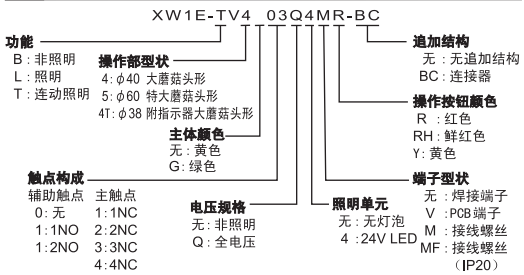 XW1E-TV4 03Q4MR-BC
功能
B：非照明
L：照明
T：连动照明
操作部型状
4：φ40 大蘑菇头形
5：φ60 特大蘑菇头形
4T：φ38 附指示器大蘑菇头形
主体颜色
无：黄色
G：绿色
触点构成
辅助触点 主触点
0：无 1：1NC
1：1NO 2：2NC
1：2NO 3：3NC
4：4NC
电压规格
无：非照明
Q：全电压
照明单元
无：无灯泡
4：24V LED
追加结构
无：无追加结构
BC：连接器
操作按钮颜色
R：红色
RH：鲜红色
Y：黄色
端子型状
无：焊接端子
V：PCB端子
M：接线螺丝
MF：接线螺丝
（IP20）